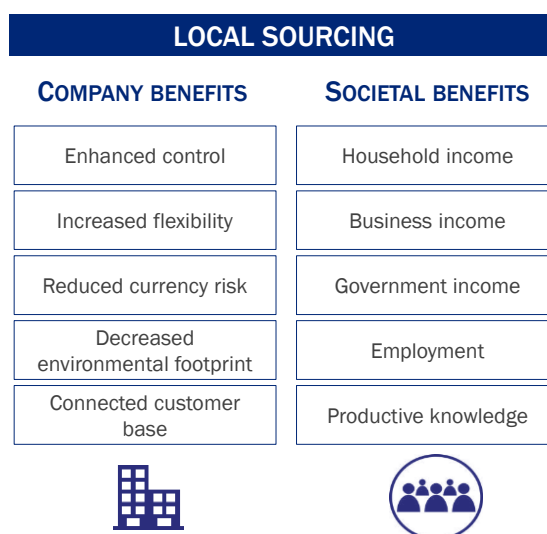 LOCAL SOURCING
COMPANY BENEFITS
SOCIETAL BENEFITS
Enhanced control
Household income
Increased flexibility
Business income
Reduced currency risk
Government income
Decreased
environmental footprint
Employment
Connected customer
base
Productive knowledge